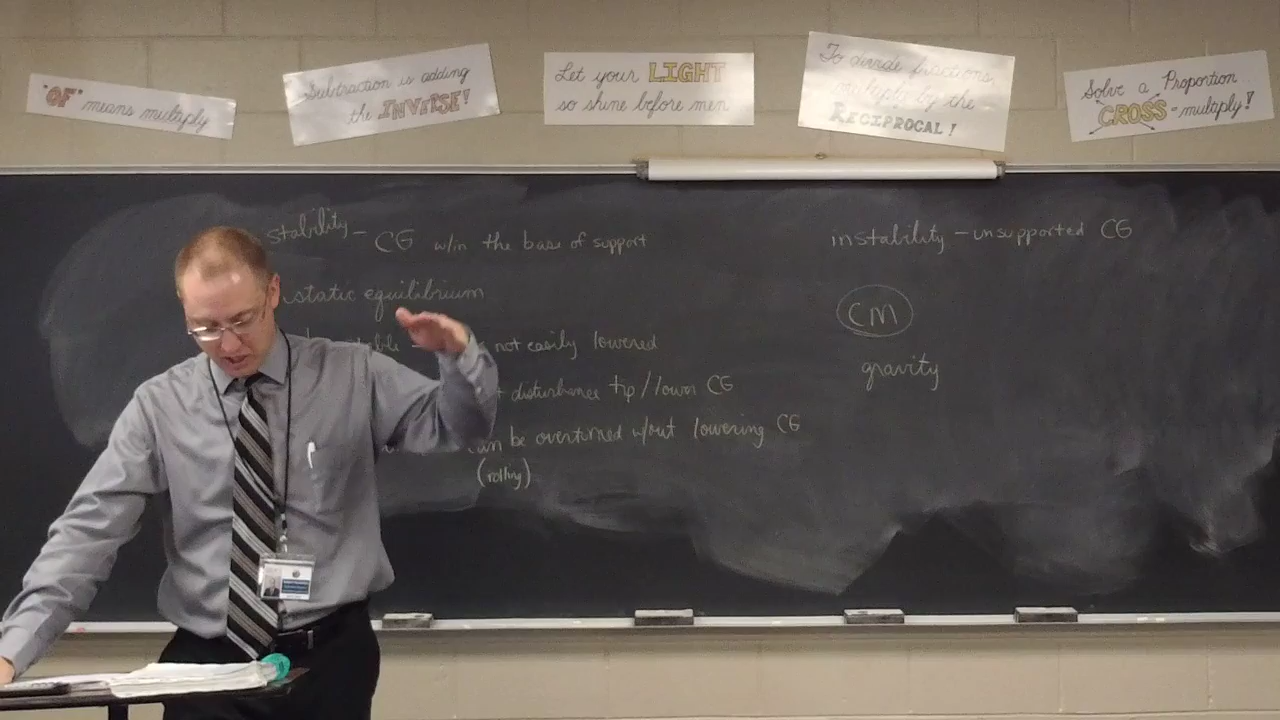 "OF" means multiply
Subtraction is adding
the INVERSE!
Let your LIGHT
so shine before men
To divide fractions,
multiply by the
RECIPROCAL!
Solve a Proportion...
CROSS-multiply!
stability - CG w/in the base of support
static equilibrium
not easily lowered
disturbance tip//lower CG
be overturned w/out lowering CG
(rolling)
instability - unsupported CG
CM
gravity